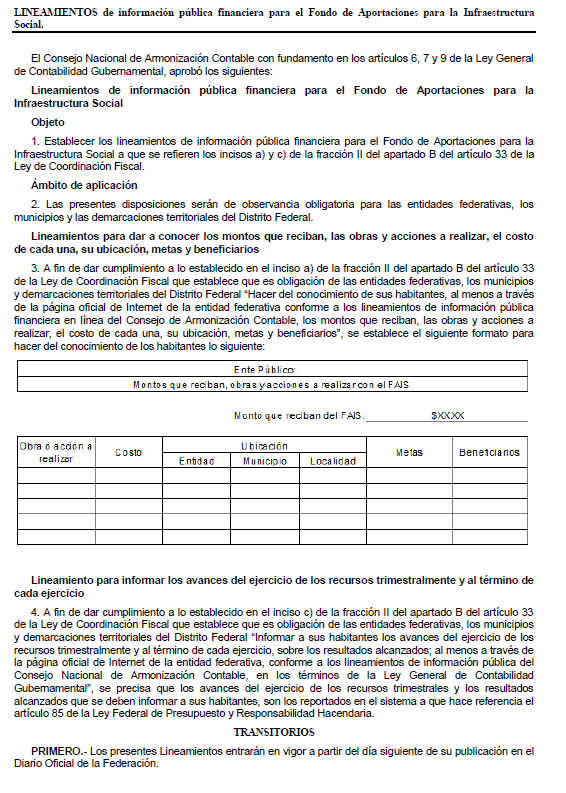 LINEAMIENTOS de información pública financiera para el Fondo de Aportaciones para la Infraestructura
Social.
El Consejo Nacional de Armonización Contable con fundamento en los artículos 6, 7 y 9 de la Ley General
de Contabilidad Gubernamental, aprobó los siguientes:
Lineamientos de información pública financiera para el Fondo de Aportaciones para la
Infraestructura Social
Objeto
1. Establecer los lineamientos de información pública financiera para el Fondo de Aportaciones para la
Infraestructura Social a que se refieren los incisos a) y c) de la fracción II del apartado B del artículo 33 de la
Ley de Coordinación Fiscal.
Ámbito de aplicación
2. Las presentes disposiciones serán de observancia obligatoria para las entidades federativas, los
municipios y las demarcaciones territoriales del Distrito Federal.
Lineamientos para dar a conocer los montos que reciban, las obras y acciones a realizar, el costo
de cada una, su ubicación, metas y beneficiarios
3. A fin de dar cumplimiento a lo establecido en el inciso a) de la fracción II del apartado B del artículo 33
de la Ley de Coordinación Fiscal que establece que es obligación de las entidades federativas, los municipios
y demarcaciones territoriales del Distrito Federal "Hacer del conocimiento de sus habitantes, al menos a través
de la página oficial de Internet de la entidad federativa conforme a los lineamientos de información pública
financiera en línea del Consejo de Armonización Contable, los montos que reciban, las obras y acciones a
realizar, el costo de cada una, su ubicación, metas y beneficiarios", se establece el siguiente formato para
hacer del conocimiento de los habitantes lo siguiente:
Ente Público:
Montos que reciban, obras y acciones a realizar con el FAIS
Monto que reciban del FAIS: $XX,XX
Obra o acción a realizar Costo Ubicación Metas Beneficiarios
Entidad Municipio Localidad
Lineamiento para informar los avances del ejercicio de los recursos trimestralmente y al término de
cada ejercicio
4. A fin de dar cumplimiento a lo establecido en el inciso c) de la fracción II del apartado B del artículo 33
de la Ley de Coordinación Fiscal que establece que es obligación de las entidades federativas, los municipios
y demarcaciones territoriales del Distrito Federal "Informar a sus habitantes los avances del ejercicio de los
recursos trimestralmente y al término de cada ejercicio, sobre los resultados alcanzados; al menos a través de
la página oficial de Internet de la entidad federativa, conforme a los lineamientos de información pública del
Consejo Nacional de Armonización Contable, en los términos de la Ley General de Contabilidad
Gubernamental", se precisa que los avances del ejercicio de los recursos trimestrales y los resultados
alcanzados que se deben informar a sus habitantes, son los reportados en el sistema a que hace referencia el
artículo 85 de la Ley Federal de Presupuesto y Responsabilidad Hacendaria.
TRANSITORIOS
PRIMERO.- Los presentes Lineamientos entrarán en vigor a partir del día siguiente de su publicación en el
Diario Oficial de la Federación.